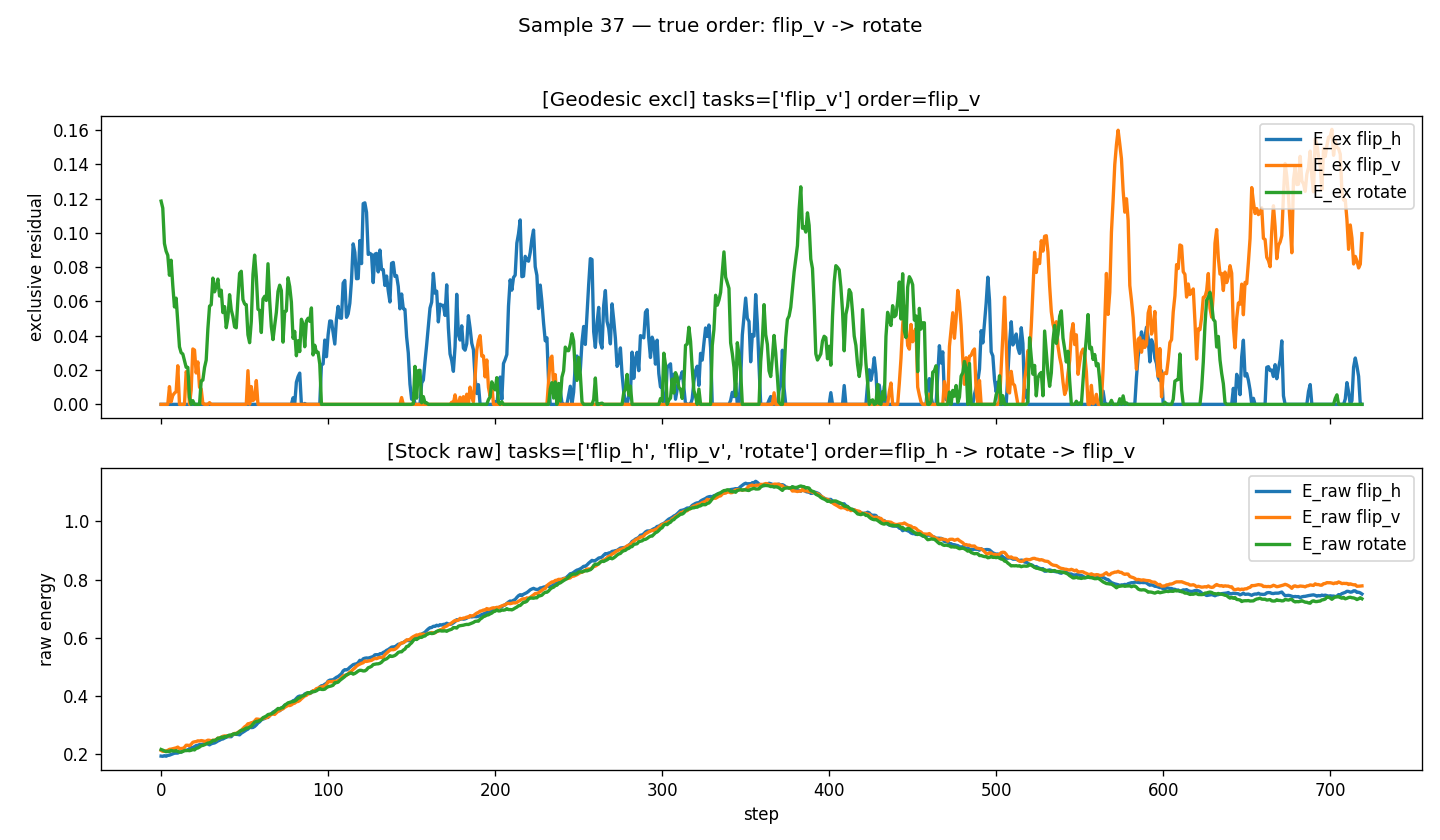 Sample 37 — true order: flip_v -> rotate
[Geodesic excl] tasks=['flip_v'] order=flip_v
exclusive residual
0.16
0.14
0.12
0.10
0.08
0.06
0.04
0.02
0.00
E_ex flip_h
E_ex flip_v
E_ex rotate
[Stock raw] tasks=['flip_h', 'flip_v', 'rotate'] order=flip_h -> rotate -> flip_v
raw energy
1.0
0.8
0.6
0.4
0.2
E_raw flip_h
E_raw flip_v
E_raw rotate
0 100 200 300 400 500 600 700
step